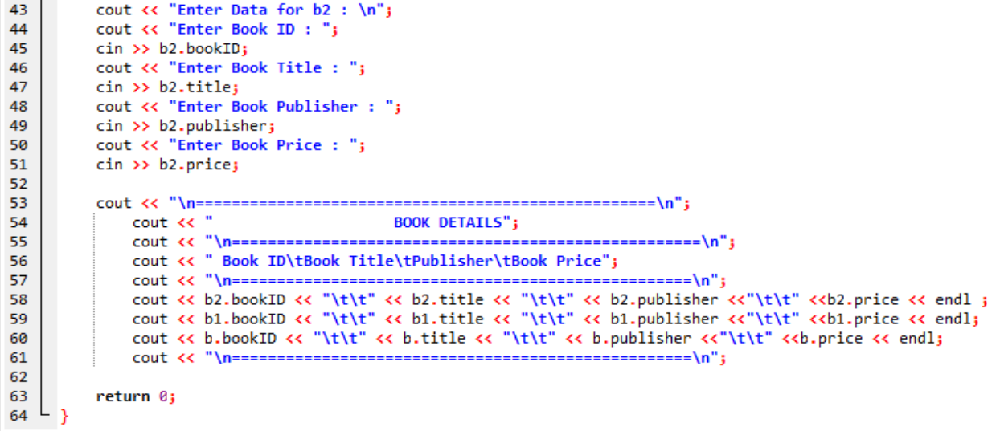 43 cout << "Enter Data for b2 : \n";
44 cout << "Enter Book ID : ";
45 cin >> b2.bookID;
46 cout << "Enter Book Title : ";
47 cin >> b2.title;
48 cout << "Enter Book Publisher : ";
49 cin >> b2.publisher;
50 cout << "Enter Book Price : ";
51 cin >> b2.price;
52
53 cout << "\n===================================================\n";
54 cout << "                    BOOK DETAILS";
55 cout << "\n====================================================\n";
56 cout << " Book ID\tBook Title\tPublisher\tBook Price";
57 cout << "\n===================================================\n";
58 cout << b2.bookID << "\t\t" << b2.title << "\t\t" << b2.publisher <<"\t\t" <<b2.price << endl ;
59 cout << b1.bookID << "\t\t" << b1.title << "\t\t" << b1.publisher <<"\t\t" <<b1.price << endl;
60 cout << b.bookID << "\t\t" << b.title << "\t\t" << b.publisher <<"\t\t" <<b.price << endl;
61 cout << "\n===================================================\n";
62
63 return 0;
64 }